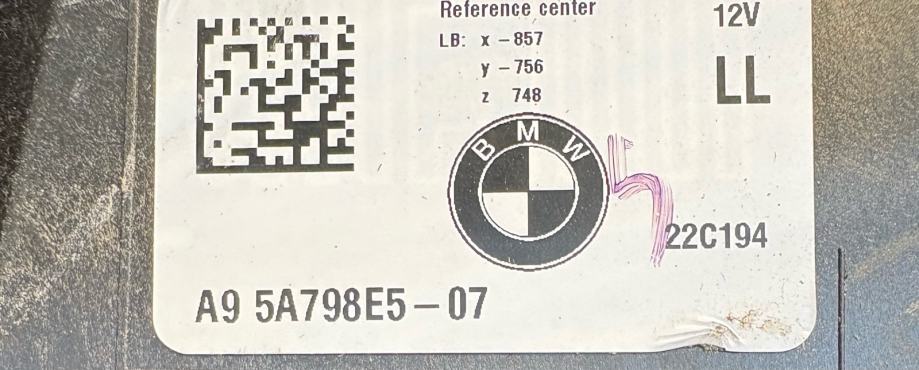 Reference center
12V
LB: x -857
y -756
z 748
LL
BMW
22C194
A9 5A798E5-07